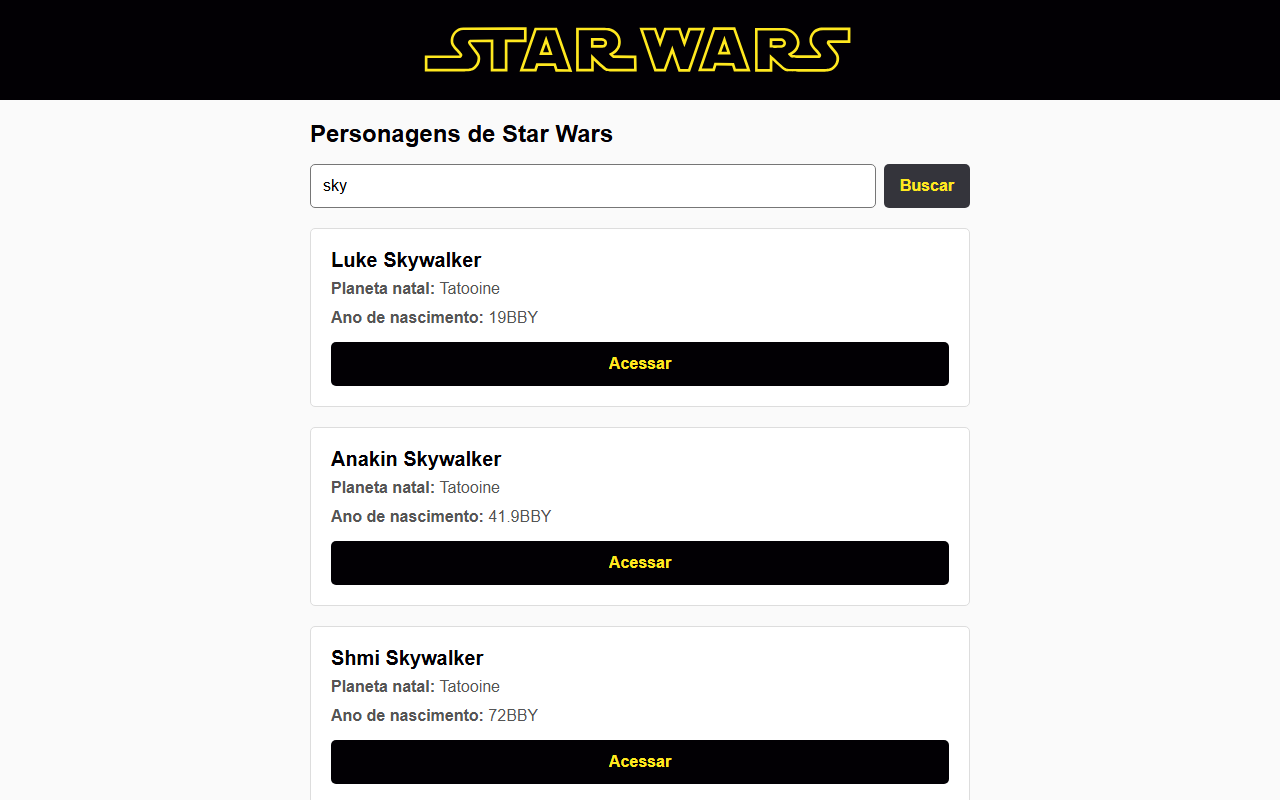 STAR WARS
Personagens de Star Wars
sky
Buscar
Luke Skywalker
Planeta natal: Tatooine
Ano de nascimento: 19BBY
Acessar
Anakin Skywalker
Planeta natal: Tatooine
Ano de nascimento: 41.9BBY
Acessar
Shmi Skywalker
Planeta natal: Tatooine
Ano de nascimento: 72BBY
Acessar